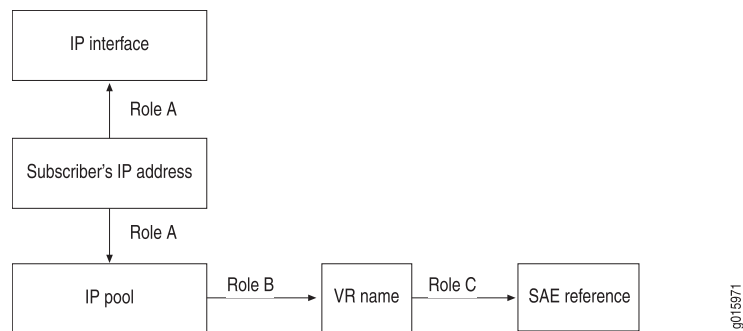 IP interface
Role A
Subscriber's IP address
Role A
IP pool
Role B
VR name
Role C
SAE reference
g015971